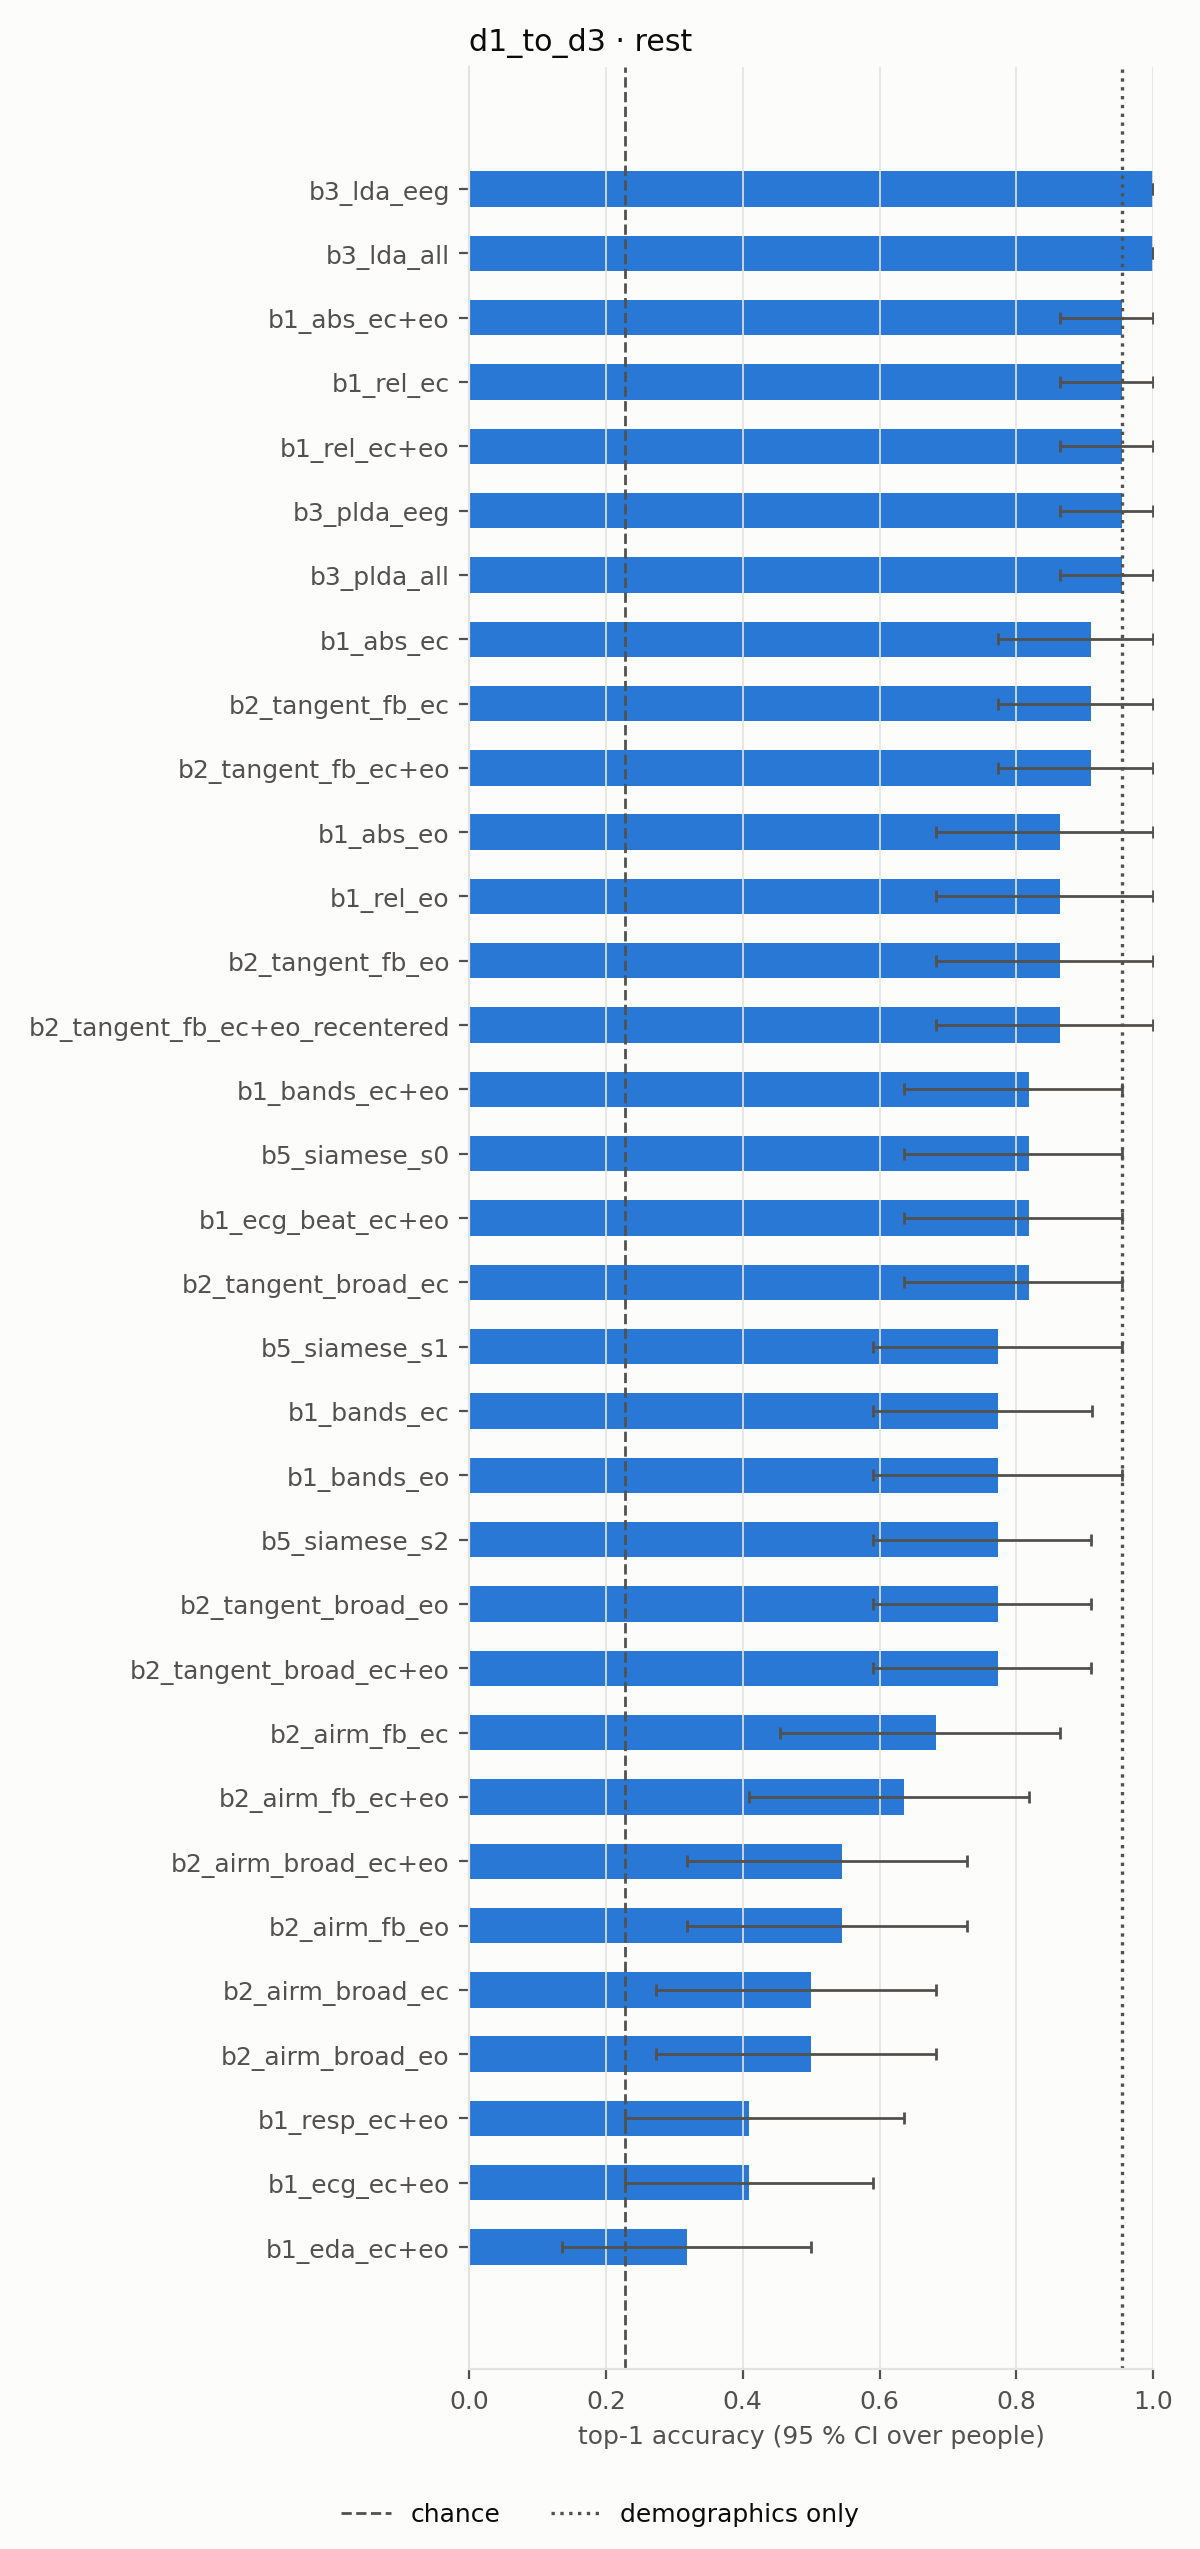 d1_to_d3 · rest
b3_lda_eeg
b3_lda_all
b1_abs_ec+eo
b1_rel_ec
b1_rel_ec+eo
b3_plda_eeg
b3_plda_all
b1_abs_ec
b2_tangent_fb_ec
b2_tangent_fb_ec+eo
b1_abs_eo
b1_rel_eo
b2_tangent_fb_eo
b2_tangent_fb_ec+eo_recentered
b1_bands_ec+eo
b5_siamese_s0
b1_ecg_beat_ec+eo
b2_tangent_broad_ec
b5_siamese_s1
b1_bands_ec
b1_bands_eo
b5_siamese_s2
b2_tangent_broad_eo
b2_tangent_broad_ec+eo
b2_airm_fb_ec
b2_airm_fb_ec+eo
b2_airm_broad_ec+eo
b2_airm_fb_eo
b2_airm_broad_ec
b2_airm_broad_eo
b1_resp_ec+eo
b1_ecg_ec+eo
b1_eda_ec+eo
0.0 0.2 0.4 0.6 0.8 1.0
top-1 accuracy (95 % CI over people)
chance demographics only